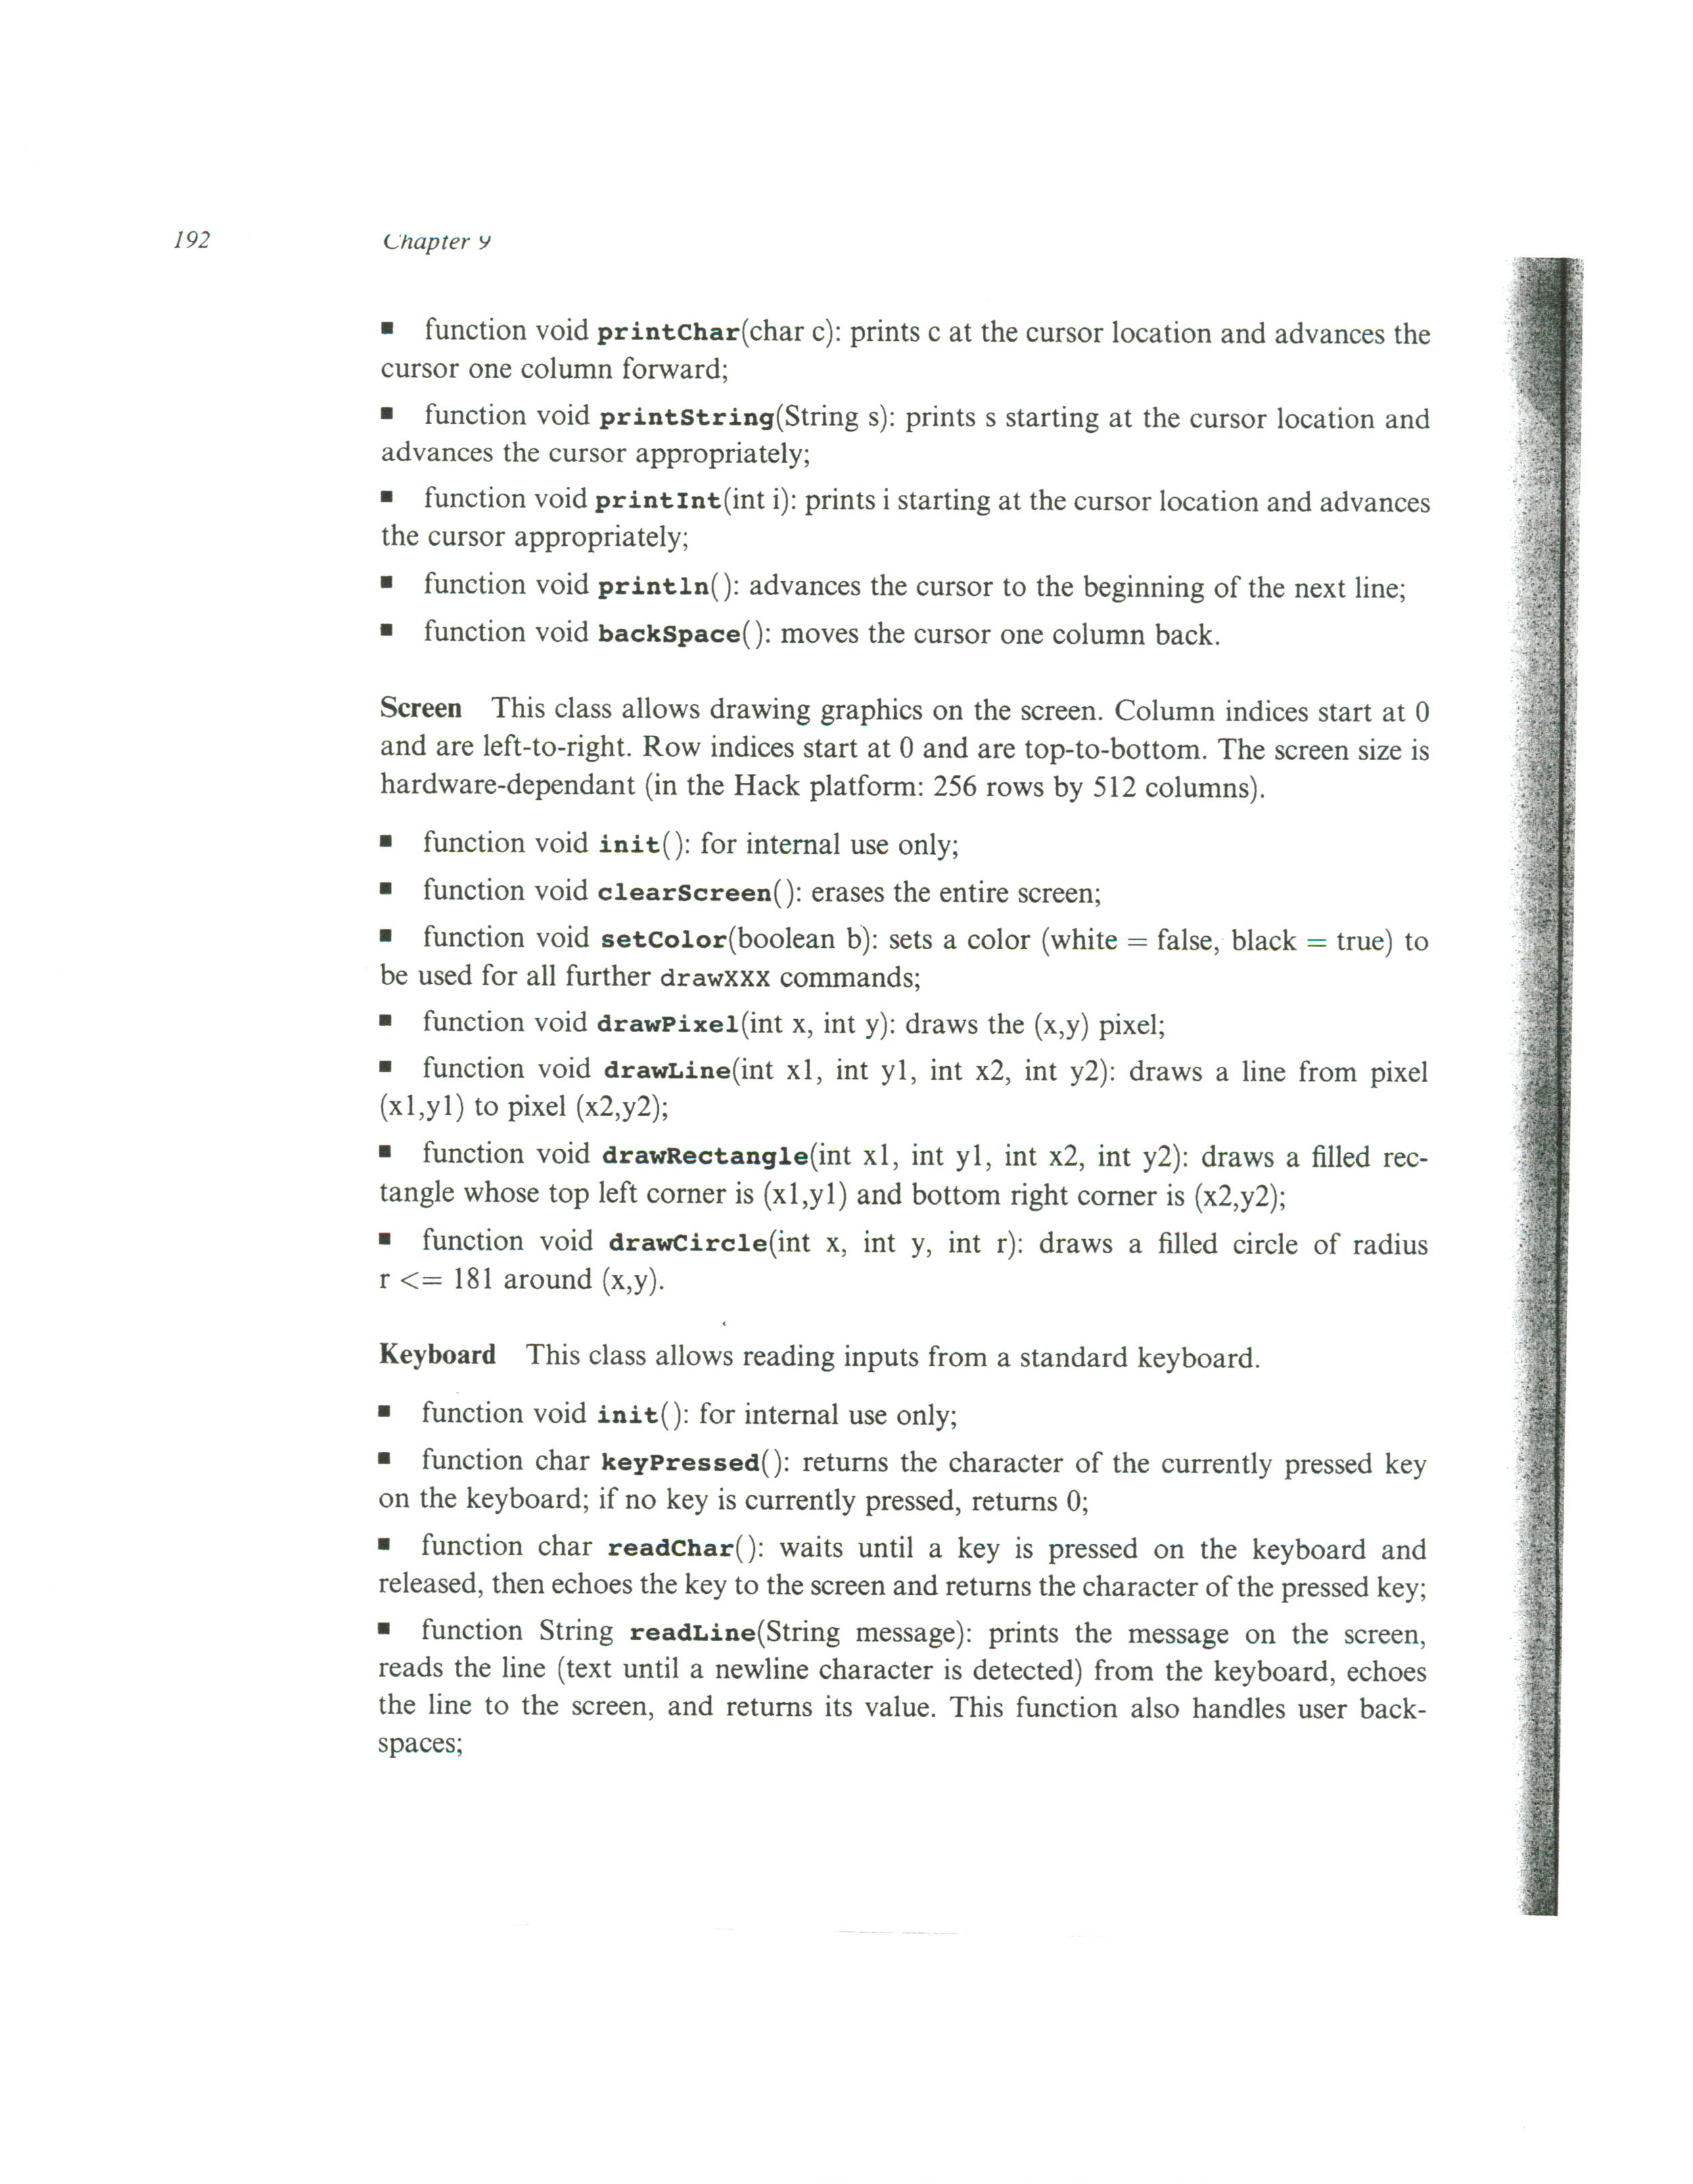 192 Chapter 9
▪ function void printChar(char c): prints c at the cursor location and advances the
cursor one column forward;
▪ function void printString(String s): prints s starting at the cursor location and
advances the cursor appropriately;
▪ function void printInt(int i): prints i starting at the cursor location and advances
the cursor appropriately;
▪ function void println(): advances the cursor to the beginning of the next line;
▪ function void backSpace(): moves the cursor one column back.
Screen This class allows drawing graphics on the screen. Column indices start at 0
and are left-to-right. Row indices start at 0 and are top-to-bottom. The screen size is
hardware-dependant (in the Hack platform: 256 rows by 512 columns).
▪ function void init(): for internal use only;
▪ function void clearScreen(): erases the entire screen;
▪ function void setColor(boolean b): sets a color (white = false, black = true) to
be used for all further drawXXX commands;
▪ function void drawPixel(int x, int y): draws the (x,y) pixel;
▪ function void drawLine(int x1, int y1, int x2, int y2): draws a line from pixel
(x1,y1) to pixel (x2,y2);
▪ function void drawRectangle(int x1, int y1, int x2, int y2): draws a filled rec-
tangle whose top left corner is (x1,y1) and bottom right corner is (x2,y2);
▪ function void drawCircle(int x, int y, int r): draws a filled circle of radius
r <= 181 around (x,y).
Keyboard This class allows reading inputs from a standard keyboard.
▪ function void init(): for internal use only;
▪ function char keyPressed(): returns the character of the currently pressed key
on the keyboard; if no key is currently pressed, returns 0;
▪ function char readChar(): waits until a key is pressed on the keyboard and
released, then echoes the key to the screen and returns the character of the pressed key;
▪ function String readLine(String message): prints the message on the screen,
reads the line (text until a newline character is detected) from the keyboard, echoes
the line to the screen, and returns its value. This function also handles user back-
spaces;